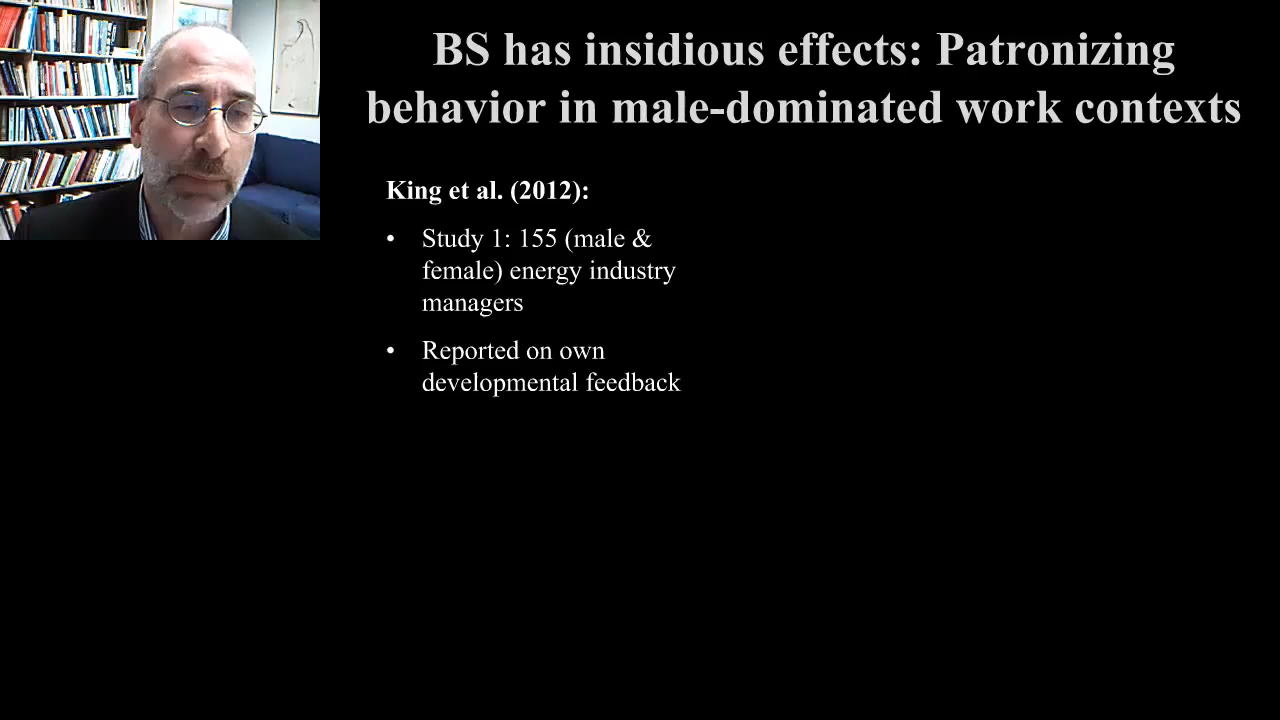 BS has insidious effects: Patronizing
behavior in male-dominated work contexts
King et al. (2012):
• Study 1: 155 (male &
female) energy industry
managers
• Reported on own
developmental feedback